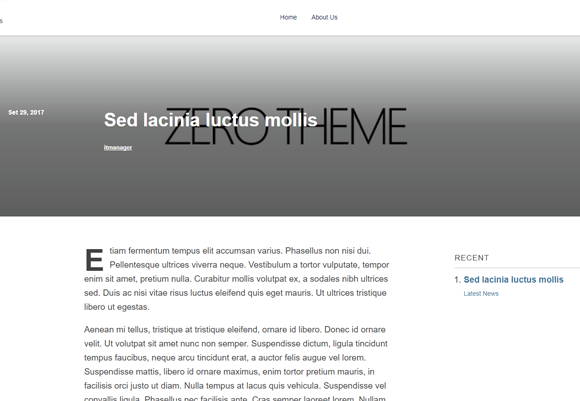 s
Home About Us
Set 29, 2017
ZERO THEME
Sed lacinia luctus mollis
itmanager
Etiam fermentum tempus elit accumsan varius. Phasellus non nisi dui.
Pellentesque ultrices viverra neque. Vestibulum a tortor vulputate, tempor
enim sit amet, pretium nulla. Curabitur mollis volutpat ex, a sodales nibh ultrices
sed. Duis ac nisi vitae risus luctus eleifend quis eget mauris. Ut ultrices tristique
libero ut egestas.
Aenean mi tellus, tristique at tristique eleifend, ornare id libero. Donec id ornare
velit. Ut volutpat sit amet nunc non semper. Suspendisse dictum, ligula tincidunt
tempus faucibus, neque arcu tincidunt erat, a auctor felis augue vel lorem.
Suspendisse mattis, libero id ornare maximus, enim tortor pretium mauris, in
facilisis orci justo ut diam. Nulla tempus at lacus quis vehicula. Suspendisse vel
convallis ligula. Phasellus nec facilisis ante. Cras semper laoreet lorem. Nullam
RECENT
1. Sed lacinia luctus mollis
Latest News